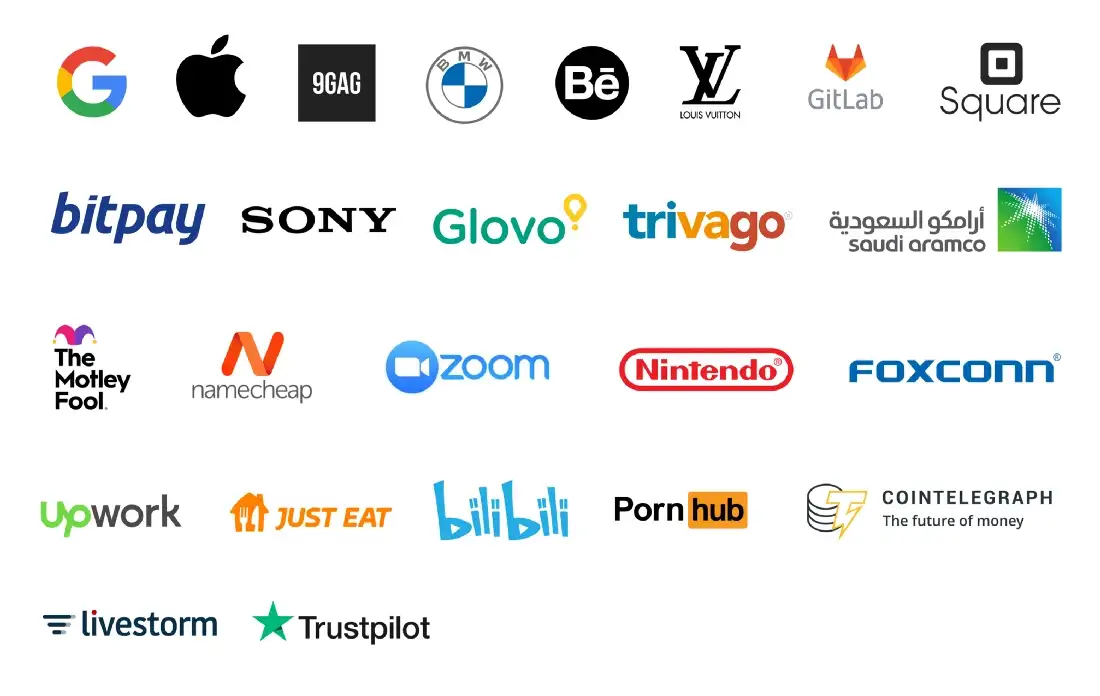 G
9GAG
BMW
Bē
LV
LOUIS VUITTON
GitLab
Square
bitpay
SONY
Glovo
trivago®
أرامكو السعودية
saudi aramco
The
Motley
Fool.
namecheap
zoom
Nintendo®
FOXCONN®
upwork
JUST EAT
bilibili
Porn hub
COINTELEGRAPH
The future of money
livestorm
Trustpilot